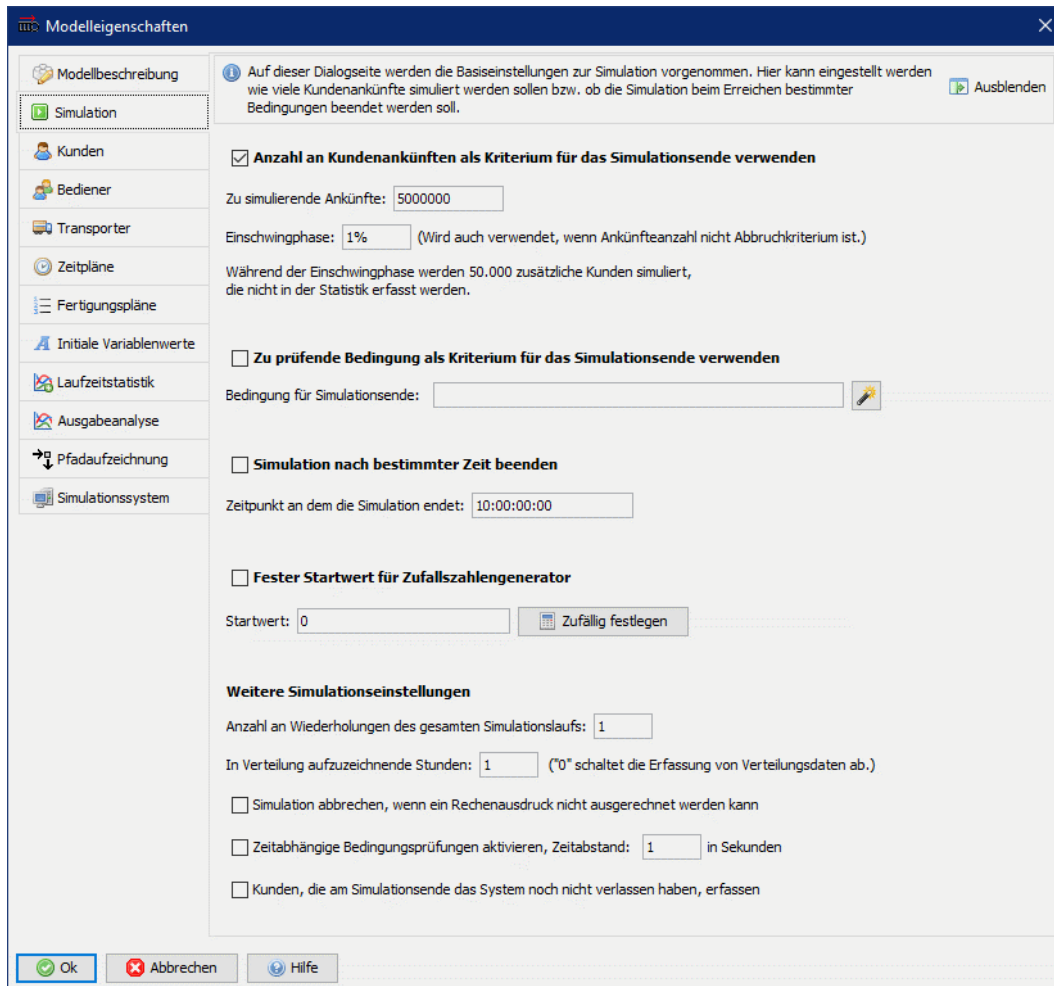 Modelleigenschaften
Modellbeschreibung
Simulation
Kunden
Bediener
Transporter
Zeitpläne
Fertigungspläne
Initiale Variablenwerte
Laufzeitstatistik
Ausgabeanalyse
Pfadaufzeichnung
Simulationssystem
Auf dieser Dialogseite werden die Basiseinstellungen zur Simulation vorgenommen. Hier kann eingestellt werden
wie viele Kundenankünfte simuliert werden sollen bzw. ob die Simulation beim Erreichen bestimmter
Bedingungen beendet werden soll.
Ausblenden
Anzahl an Kundenankünften als Kriterium für das Simulationsende verwenden
Zu simulierende Ankünfte: 5000000
Einschwingphase: 1% (Wird auch verwendet, wenn Ankünfteanzahl nicht Abbruchkriterium ist.)
Während der Einschwingphase werden 50.000 zusätzliche Kunden simuliert,
die nicht in der Statistik erfasst werden.
Zu prüfende Bedingung als Kriterium für das Simulationsende verwenden
Bedingung für Simulationsende:
Simulation nach bestimmter Zeit beenden
Zeitpunkt an dem die Simulation endet: 10:00:00:00
Fester Startwert für Zufallszahlengenerator
Startwert: 0 Zufällig festlegen
Weitere Simulationseinstellungen
Anzahl an Wiederholungen des gesamten Simulationslaufs: 1
In Verteilung aufzuzeichnende Stunden: 1 ("0" schaltet die Erfassung von Verteilungsdaten ab.)
Simulation abbrechen, wenn ein Rechenausdruck nicht ausgerechnet werden kann
Zeitabhängige Bedingungsprüfungen aktivieren, Zeitabstand: 1 in Sekunden
Kunden, die am Simulationsende das System noch nicht verlassen haben, erfassen
Ok Abbrechen Hilfe